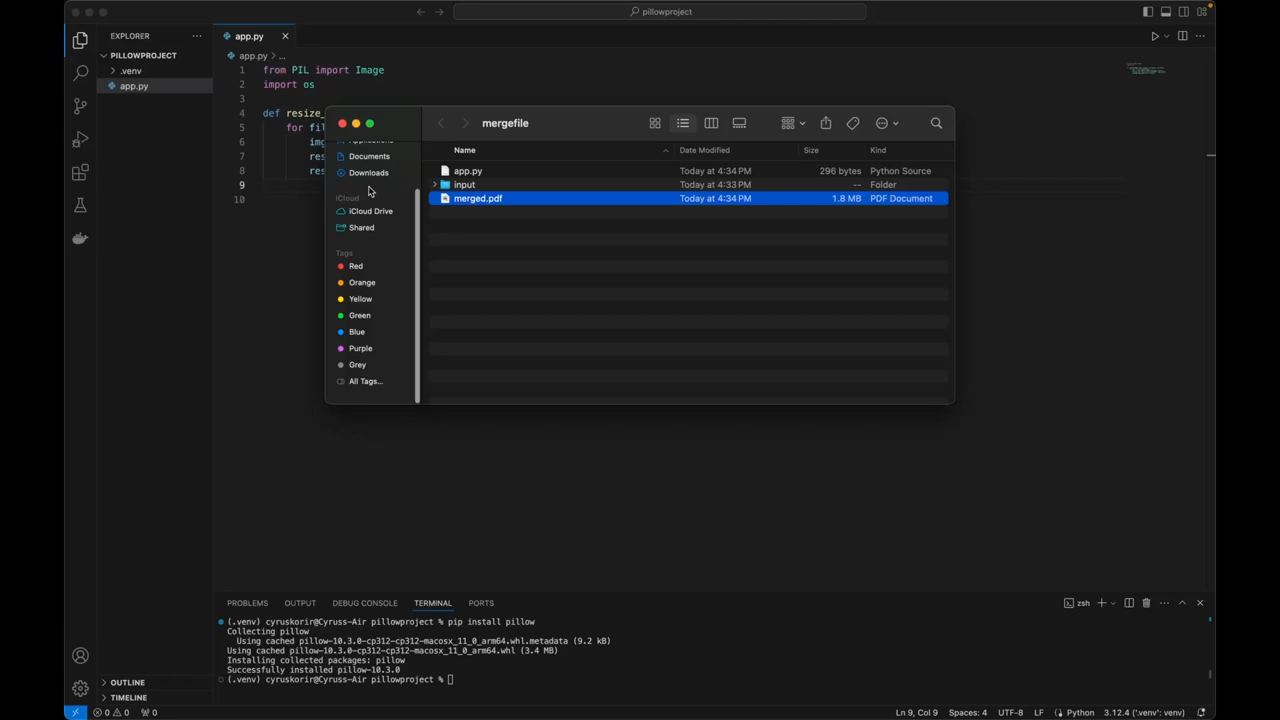 pillowproject
EXPLORER
PILLOWPROJECT
.venv
app.py
OUTLINE
TIMELINE
app.py
app.py > ...
1 from PIL import Image
2 import os
3
4 def resize_
5 for fil
6 img
7 res
8 res
9
10
mergefile
Documents
Downloads
iCloud
iCloud Drive
Shared
Tags
Red
Orange
Yellow
Green
Blue
Purple
Grey
All Tags...
Name Date Modified Size Kind
app.py Today at 4:34 PM 296 bytes Python Source
input Today at 4:33 PM -- Folder
merged.pdf Today at 4:34 PM 1.8 MB PDF Document
PROBLEMS OUTPUT DEBUG CONSOLE TERMINAL PORTS
zsh
(.venv) cyruskorir@Cyruss-Air pillowproject % pip install pillow
Collecting pillow
Using cached pillow-10.3.0-cp312-cp312-macosx_11_0_arm64.whl.metadata (9.2 kB)
Using cached pillow-10.3.0-cp312-cp312-macosx_11_0_arm64.whl (3.4 MB)
Installing collected packages: pillow
Successfully installed pillow-10.3.0
(.venv) cyruskorir@Cyruss-Air pillowproject %
0 0 0 Ln 9, Col 9 Spaces: 4 UTF-8 LF Python 3.12.4 ('.venv': venv)